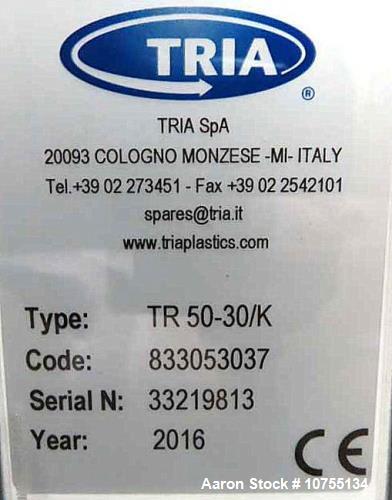 TRIA
®
TRIA SpA
20093 COLOGNO MONZESE -MI- ITALY
Tel.+39 02 273451 - Fax +39 02 2542101
spares@tria.it
www.triaplastics.com
Type: TR 50-30/K
Code: 833053037
Serial N: 33219813
Year: 2016
CE
Aaron Stock # 10755134